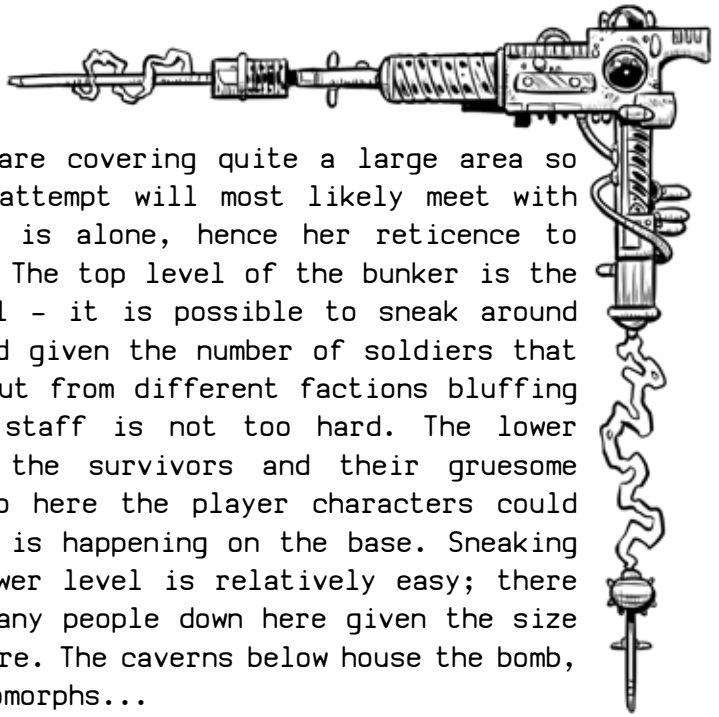 are covering quite a large area so
attempt will most likely meet with
is alone, hence her reticence to
The top level of the bunker is the
– it is possible to sneak around
given the number of soldiers that
from different factions bluffing
staff is not too hard. The lower
the survivors and their gruesome
here the player characters could
is happening on the base. Sneaking
level is relatively easy; there
people down here given the size
The caverns below house the bomb,